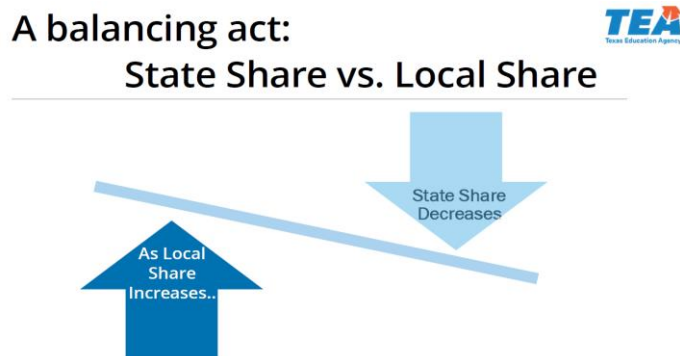 A balancing act:
State Share vs. Local Share
TEA
Texas Education Agency
State Share
Decreases
As Local
Share
Increases..